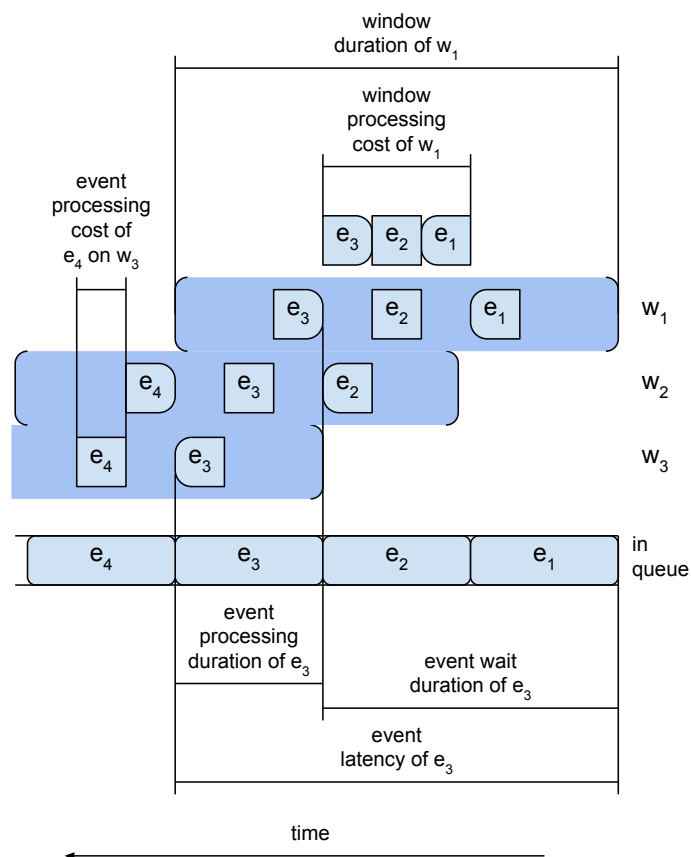 window
duration of w₁
window
processing
cost of w₁
event
processing
cost of
e₄ on w₃
e₃ e₂ e₁
e₃ e₂ e₁ w₁
e₄ e₃ e₂ w₂
e₄ e₃ w₃
e₄ e₃ e₂ e₁
in
queue
event
processing
duration of e₃
event wait
duration of e₃
event
latency of e₃
time